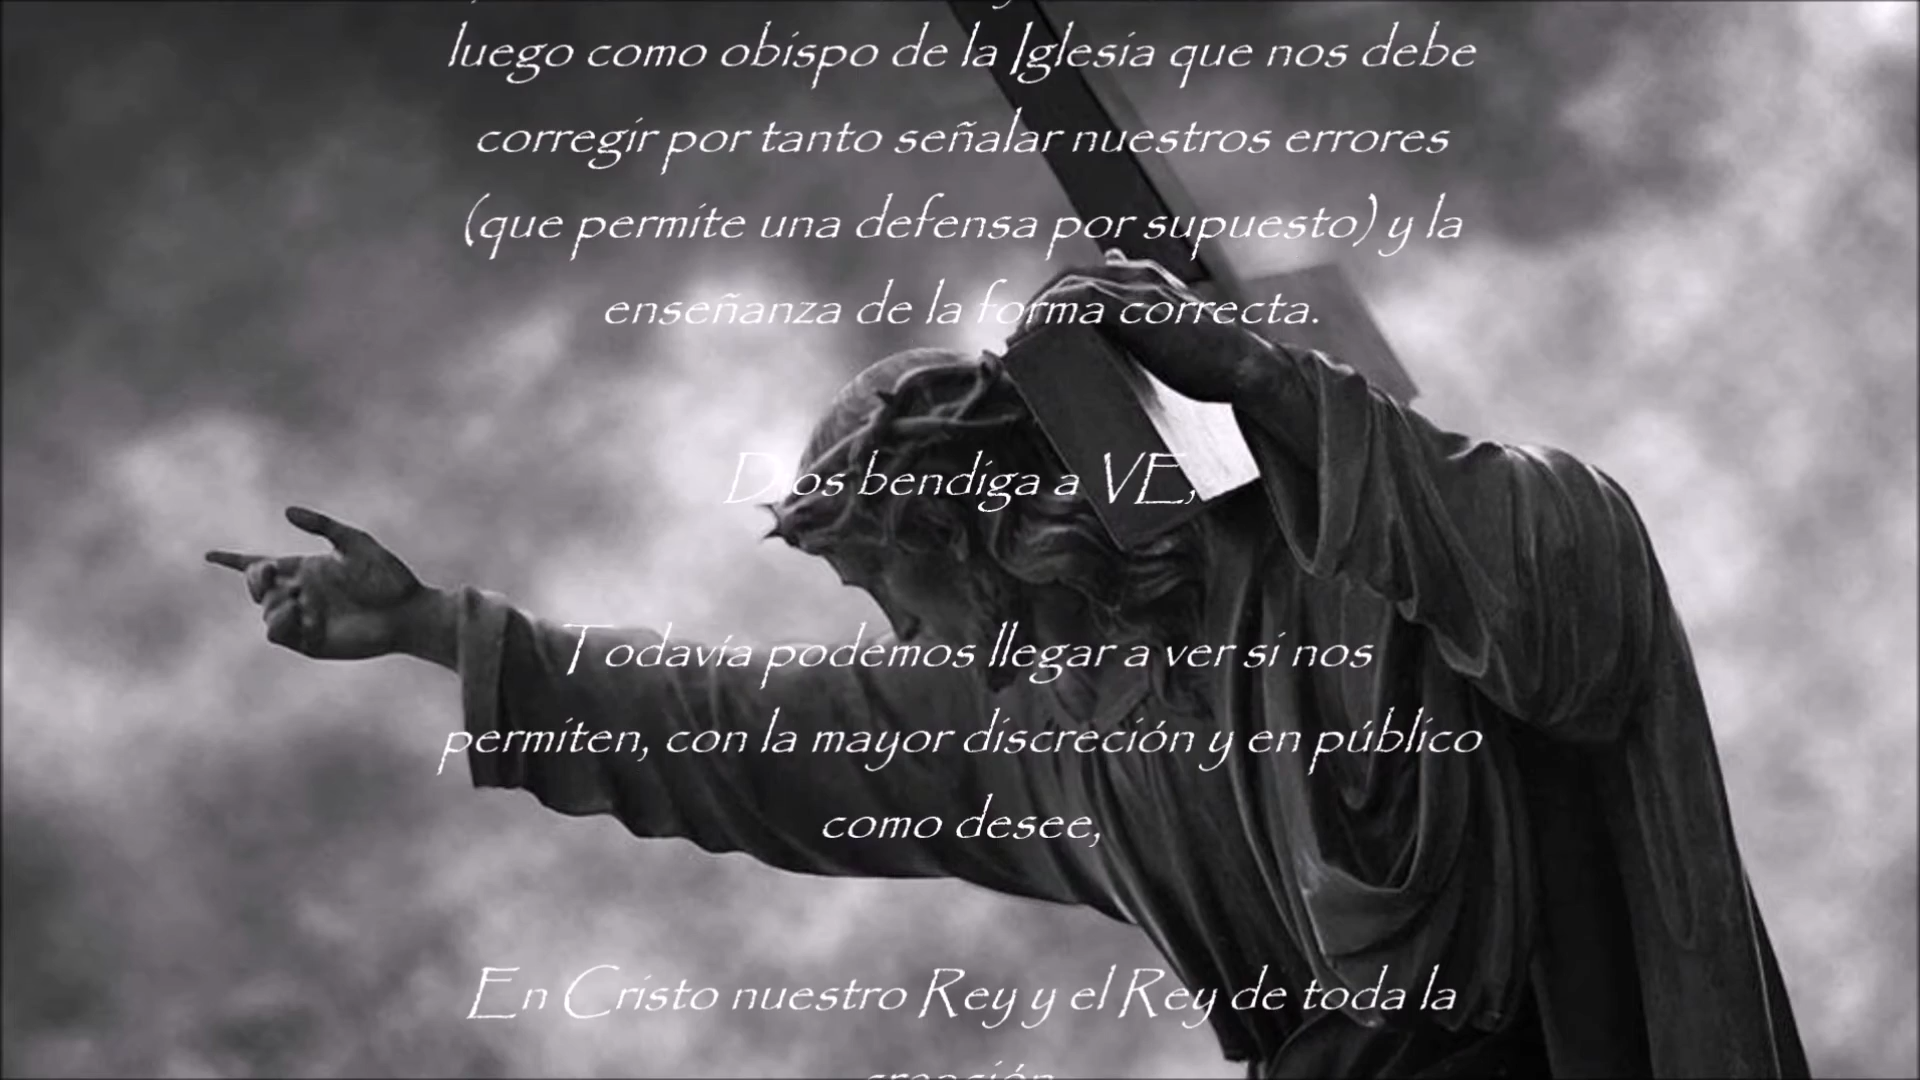 luego como obispo de la Iglesia que nos debe
corregir por tanto señalar nuestros errores
(que permite una defensa por supuesto) y la
enseñanza de la forma correcta.
Dios bendiga a VE,
Todavía podemos llegar a ver si nos
permiten, con la mayor discreción y en público
como desee,
En Cristo nuestro Rey y el Rey de toda la
creación